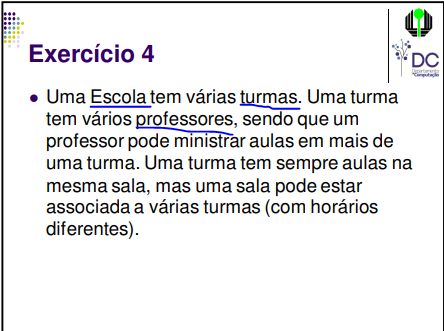 DC
Departamento
de Computação
Exercício 4
● Uma Escola tem várias turmas. Uma turma
tem vários professores, sendo que um
professor pode ministrar aulas em mais de
uma turma. Uma turma tem sempre aulas na
mesma sala, mas uma sala pode estar
associada a várias turmas (com horários
diferentes).